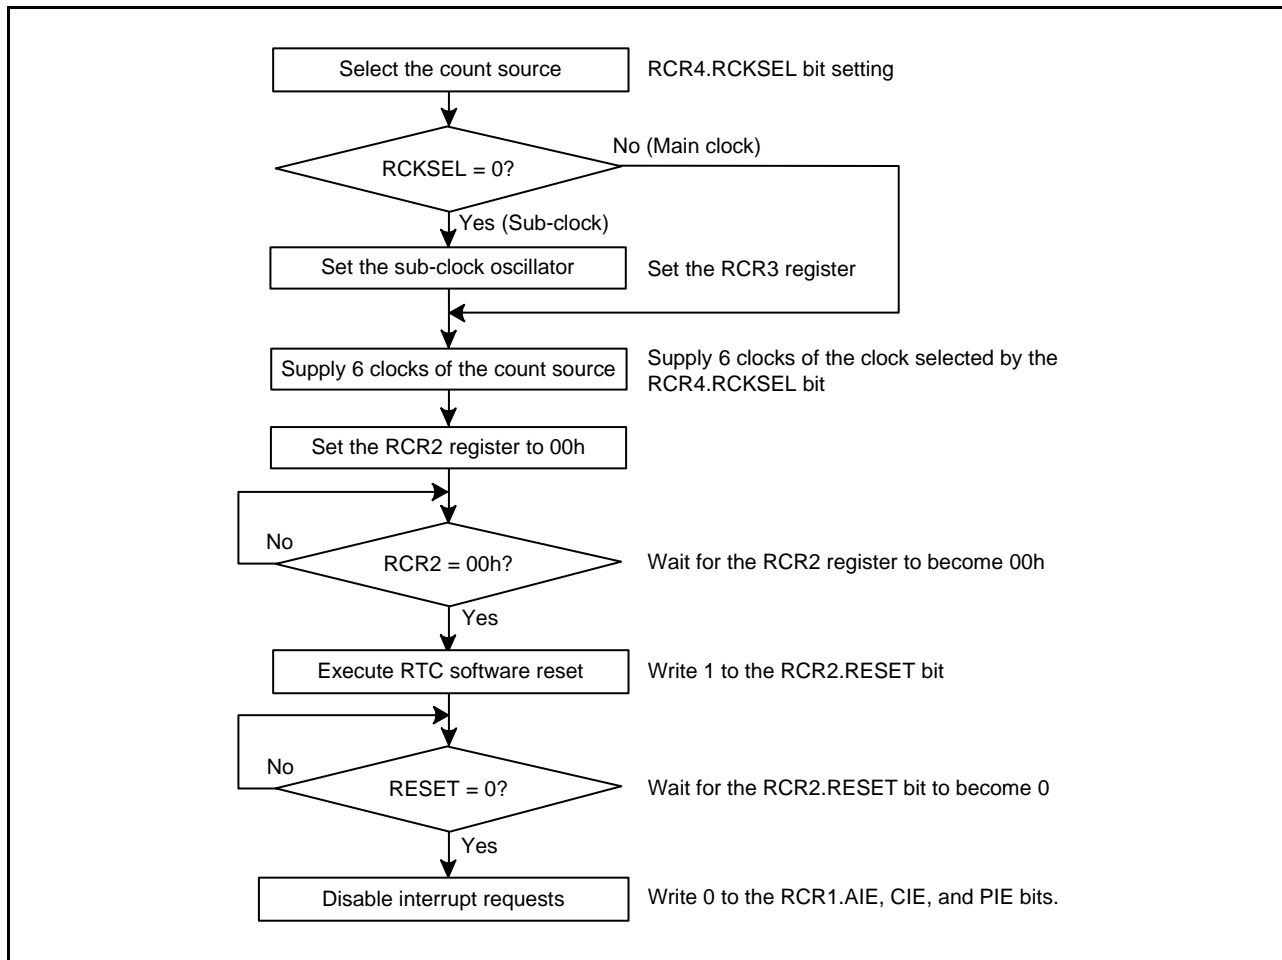 Select the count source
RCR4.RCKSEL bit setting
No (Main clock)
RCKSEL = 0?
Yes (Sub-clock)
Set the sub-clock oscillator
Set the RCR3 register
Supply 6 clocks of the count source
Supply 6 clocks of the clock selected by the
RCR4.RCKSEL bit
Set the RCR2 register to 00h
No
RCR2 = 00h?
Wait for the RCR2 register to become 00h
Yes
Execute RTC software reset
Write 1 to the RCR2.RESET bit
No
RESET = 0?
Wait for the RCR2.RESET bit to become 0
Yes
Disable interrupt requests
Write 0 to the RCR1.AIE, CIE, and PIE bits.